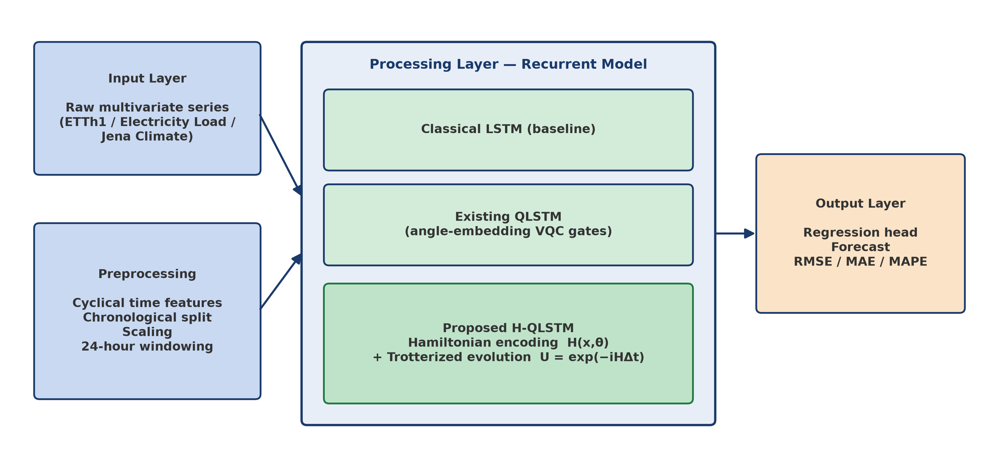 Input Layer
Raw multivariate series
(ETTh1 / Electricity Load /
Jena Climate)
Preprocessing
Cyclical time features
Chronological split
Scaling
24-hour windowing
Processing Layer — Recurrent Model
Classical LSTM (baseline)
Existing QLSTM
(angle-embedding VQC gates)
Proposed H-QLSTM
Hamiltonian encoding  H(x,θ)
+ Trotterized evolution  U = exp(−iHΔt)
Output Layer
Regression head
Forecast
RMSE / MAE / MAPE